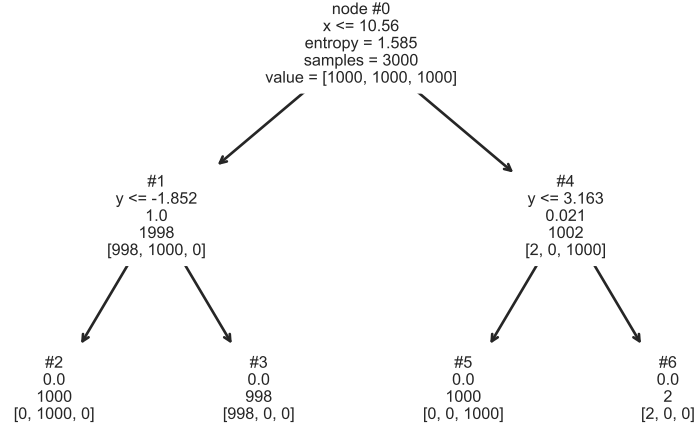 node #0
x <= 10.56
entropy = 1.585
samples = 3000
value = [1000, 1000, 1000]
#1
y <= -1.852
1.0
1998
[998, 1000, 0]
#4
y <= 3.163
0.021
1002
[2, 0, 1000]
#2
0.0
1000
[0, 1000, 0]
#3
0.0
998
[998, 0, 0]
#5
0.0
1000
[0, 0, 1000]
#6
0.0
2
[2, 0, 0]